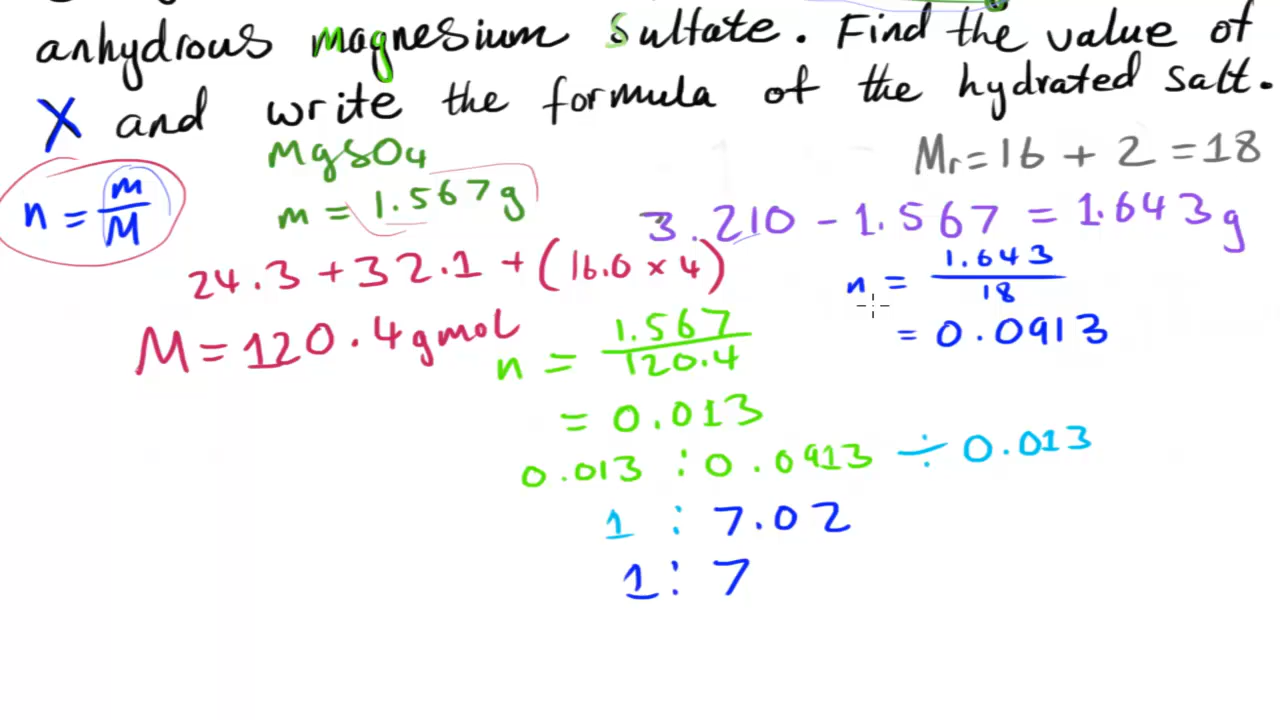 anhydrous magnesium sulfate. Find the value of
X and write the formula of the hydrated salt.
MgSO4
Mr = 16 + 2 = 18
n = m/M
m = 1.567g
3.210 - 1.567 = 1.643g
24.3 + 32.1 + (16.0 × 4)
n = 1.643/18
= 0.0913
M = 120.4gmol
n = 1.567/120.4
= 0.013
0.013 : 0.0913 ÷ 0.013
1 : 7.02
1 : 7